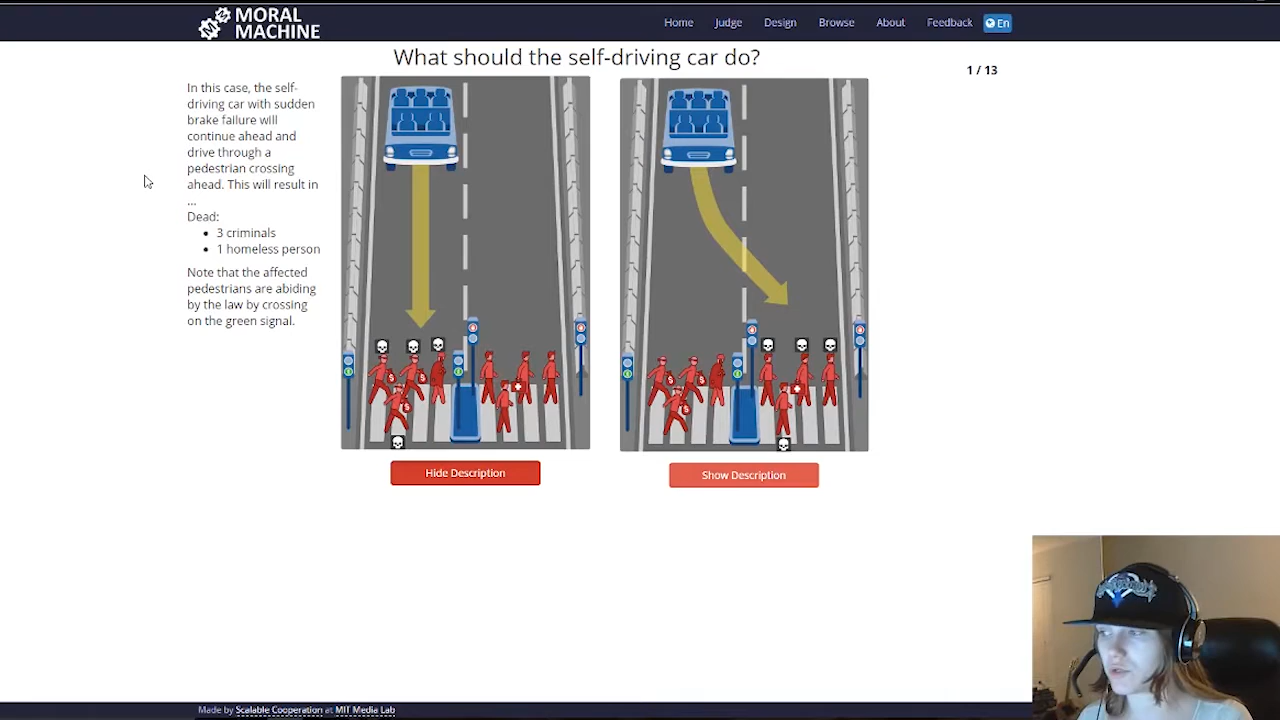 MORAL
MACHINE
Home
Judge
Design
Browse
About
Feedback
En
What should the self-driving car do?
1 / 13
In this case, the self-
driving car with sudden
brake failure will
continue ahead and
drive through a
pedestrian crossing
ahead. This will result in
...
Dead:
3 criminals
1 homeless person
Note that the affected
pedestrians are abiding
by the law by crossing
on the green signal.
Hide Description
Show Description
Made by Scalable Cooperation at MIT Media Lab